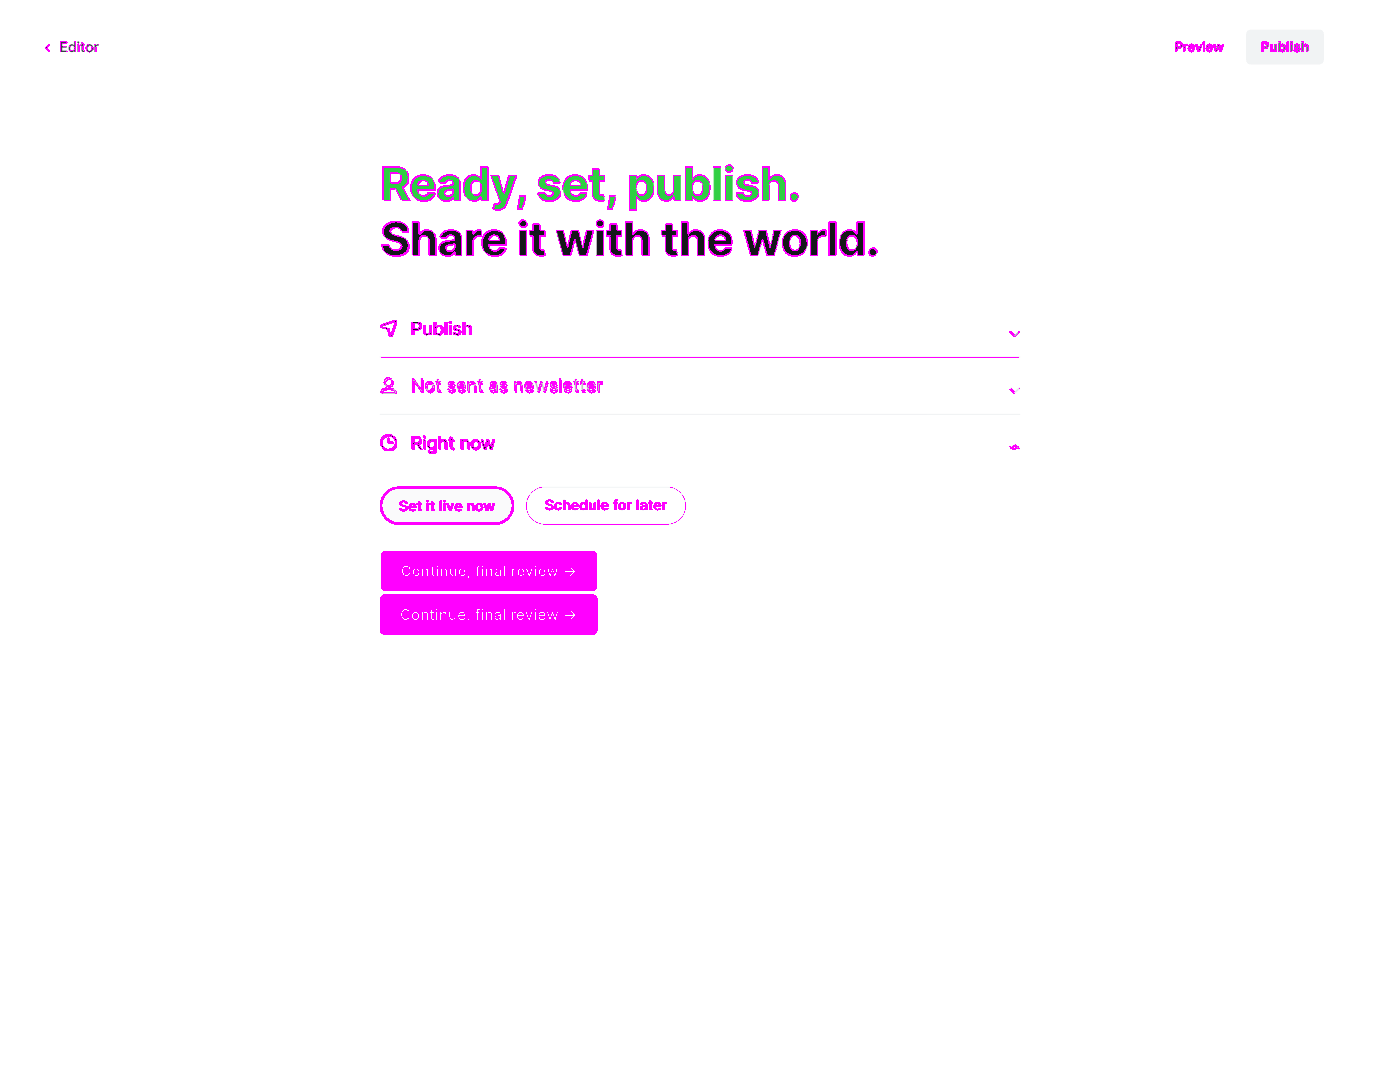 Editor
Preview
Publish
Ready, set, publish.
Share it with the world.
Publish
Not sent as newsletter
Right now
Set it live now
Schedule for later
Continue, final review →
Continue, final review →